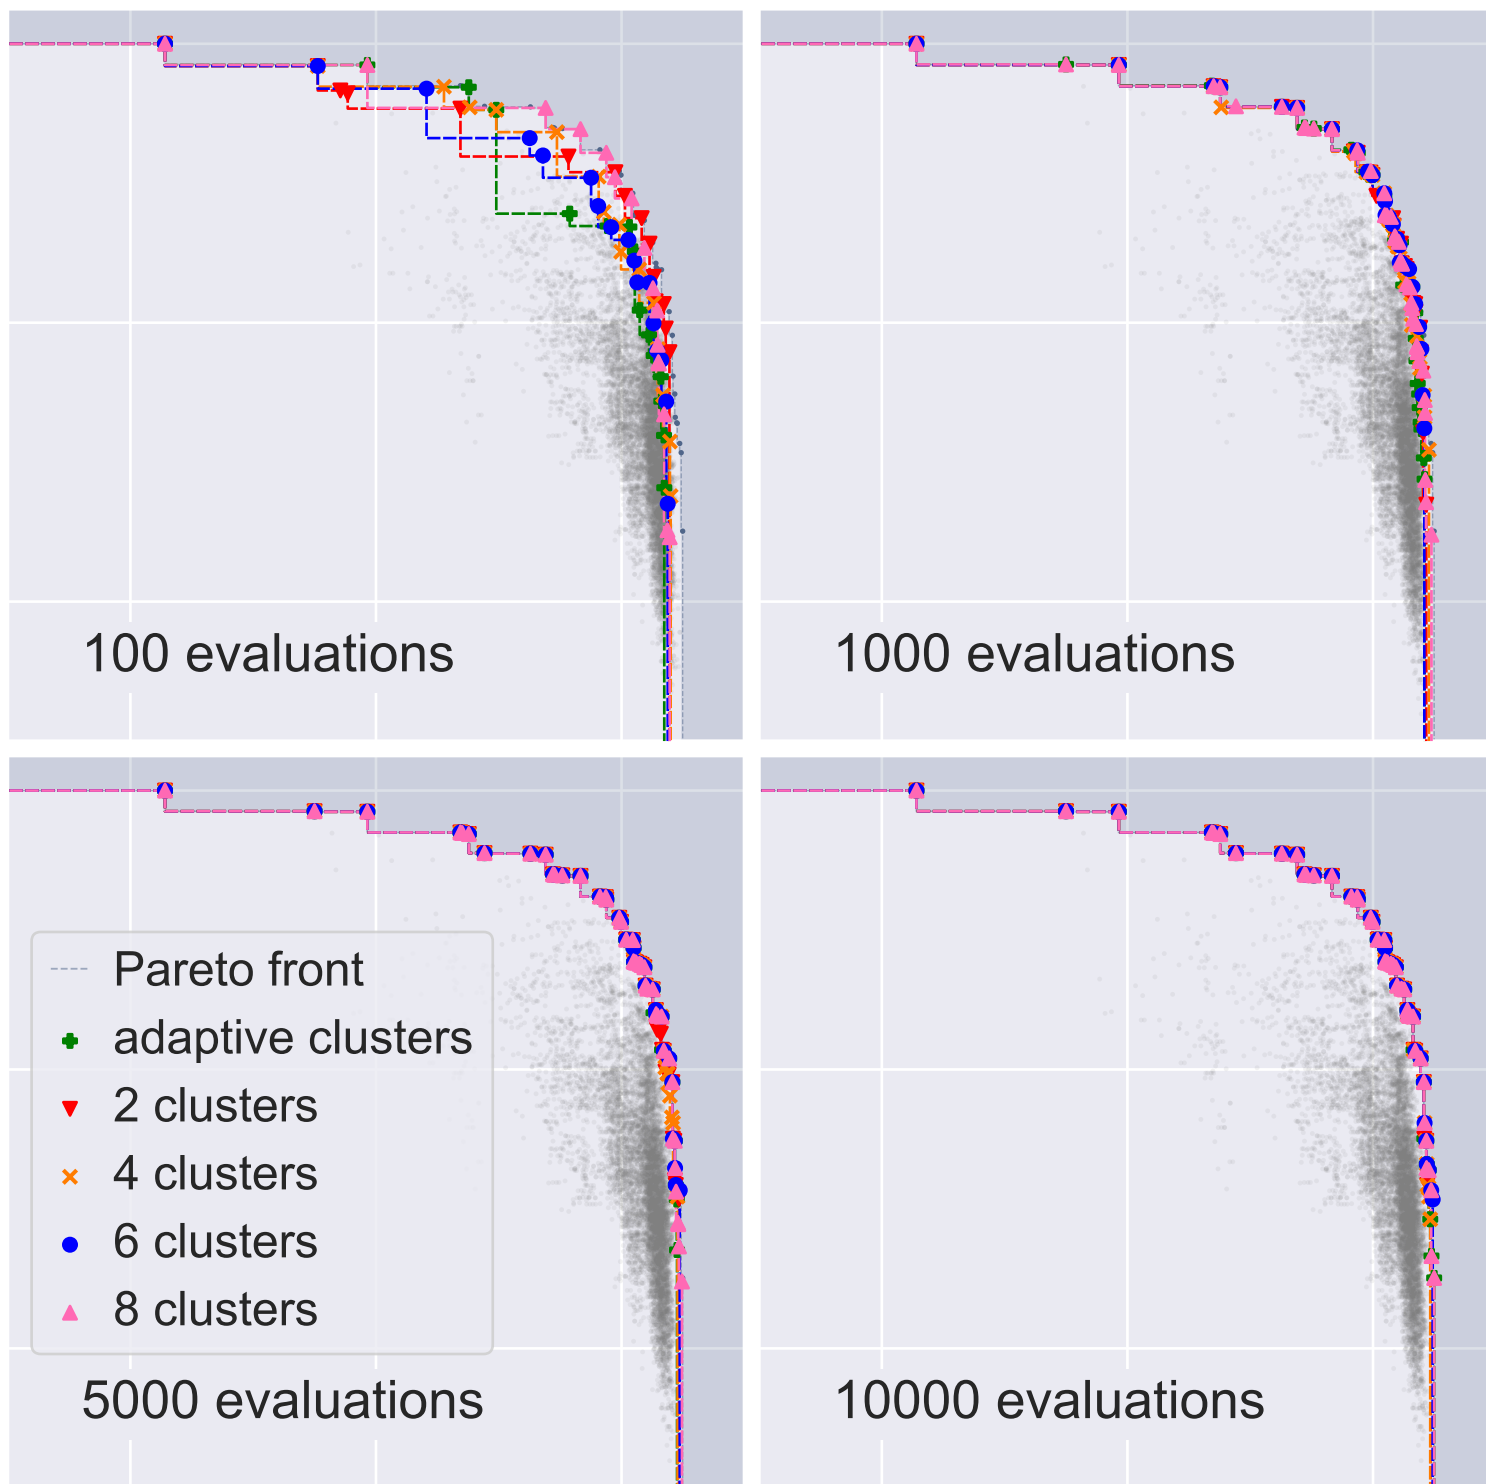 100 evaluations
1000 evaluations
Pareto front
adaptive clusters
2 clusters
4 clusters
6 clusters
8 clusters
5000 evaluations
10000 evaluations